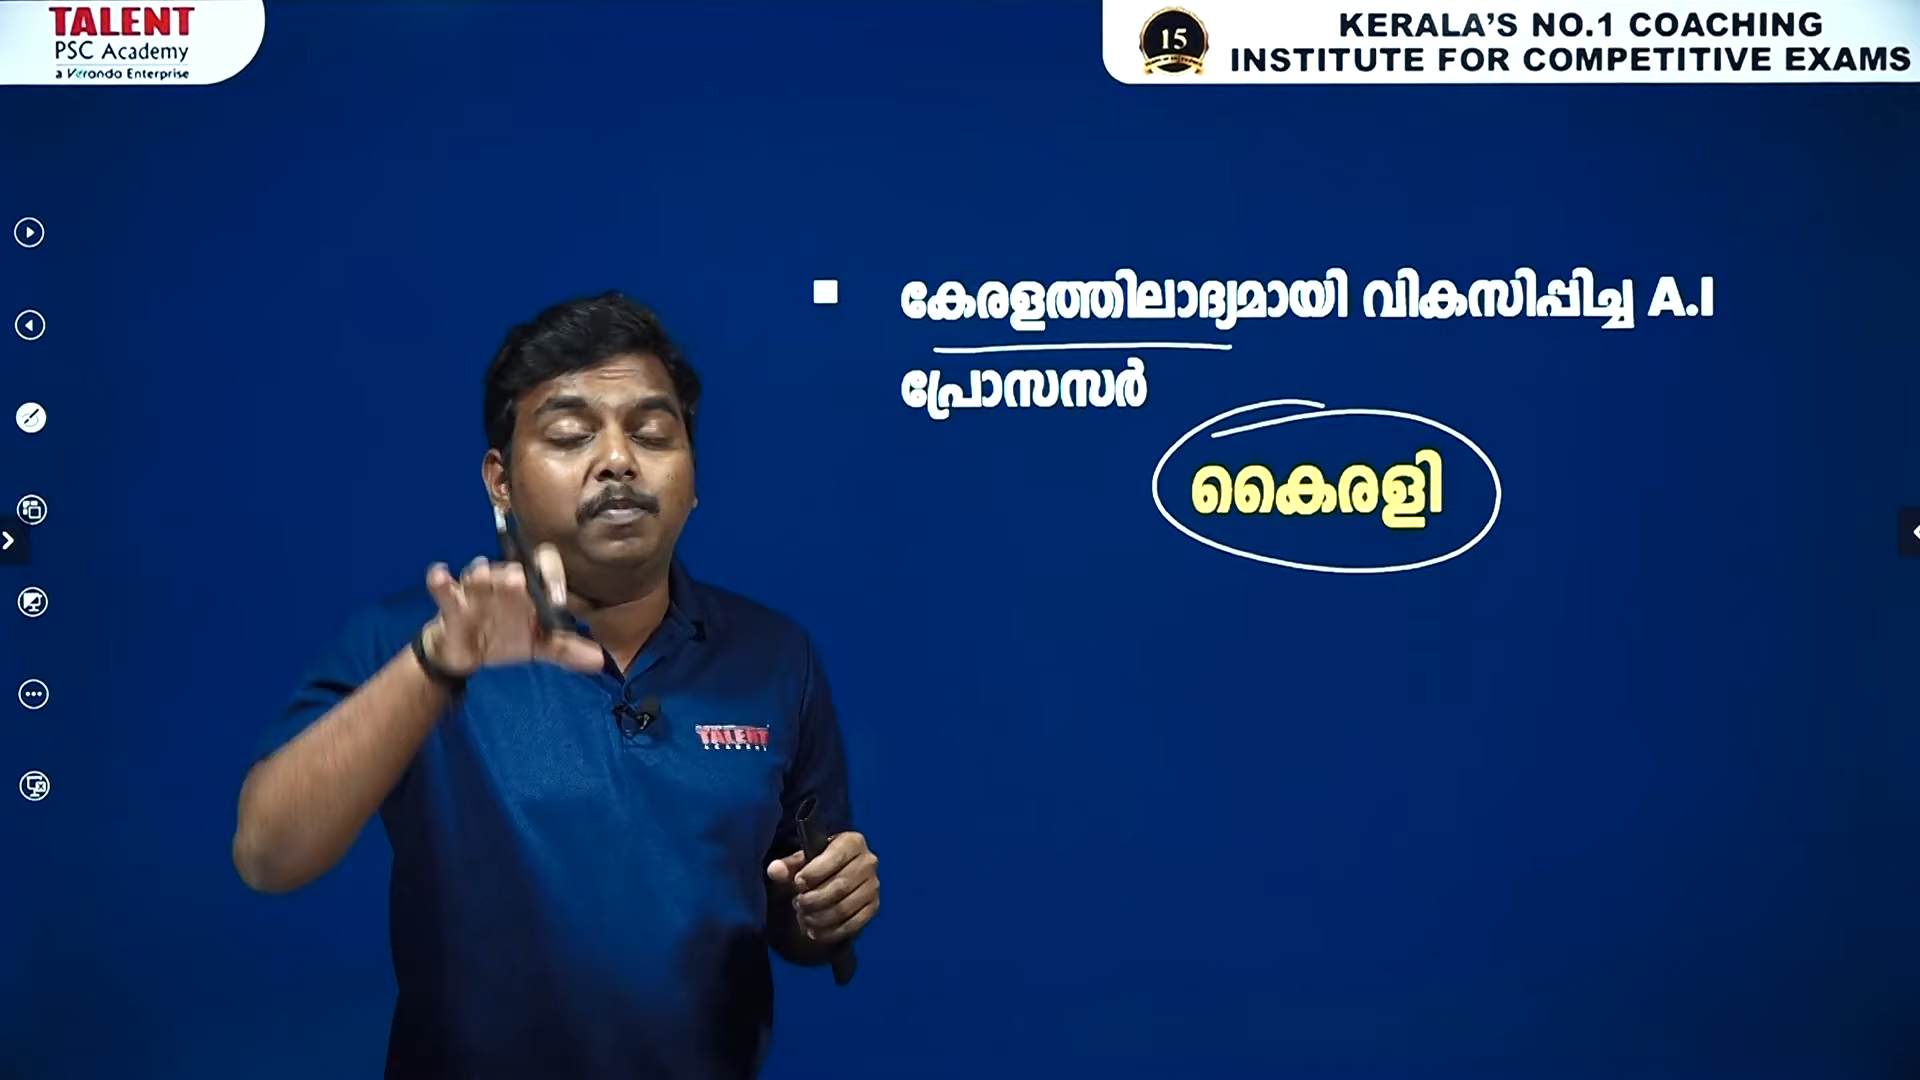 TALENT
PSC Academy
a Veranda Enterprise
15
KERALA'S NO.1 COACHING
INSTITUTE FOR COMPETITIVE EXAMS
കേരളത്തിലാദ്യമായി വികസിപ്പിച്ച A.I
പ്രോസസർ
കൈരളി
TALENT